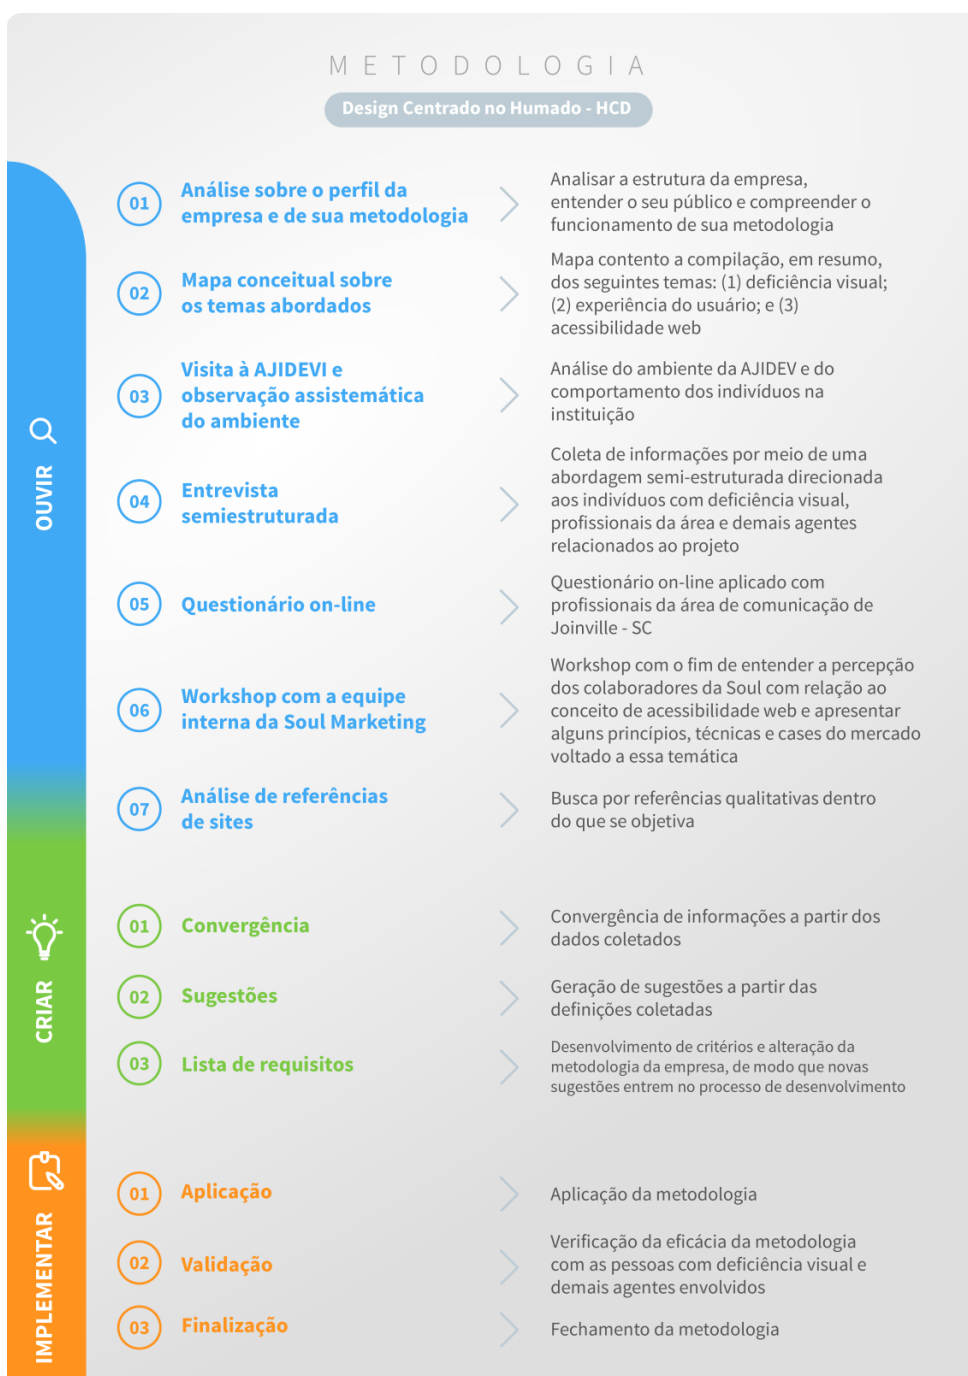 METODOLOGIA
Design Centrado no Humado - HCD
OUVIR
01
Análise sobre o perfil da
empresa e de sua metodologia
Analisar a estrutura da empresa,
entender o seu público e compreender o
funcionamento de sua metodologia
02
Mapa conceitual sobre
os temas abordados
Mapa contento a compilação, em resumo,
dos seguintes temas: (1) deficiência visual;
(2) experiência do usuário; e (3)
acessibilidade web
03
Visita à AJIDEVI e
observação assistemática
do ambiente
Análise do ambiente da AJIDEV e do
comportamento dos indivíduos na
instituição
04
Entrevista
semiestruturada
Coleta de informações por meio de uma
abordagem semi-estruturada direcionada
aos indivíduos com deficiência visual,
profissionais da área e demais agentes
relacionados ao projeto
05
Questionário on-line
Questionário on-line aplicado com
profissionais da área de comunicação de
Joinville - SC
06
Workshop com a equipe
interna da Soul Marketing
Workshop com o fim de entender a percepção
dos colaboradores da Soul com relação ao
conceito de acessibilidade web e apresentar
alguns princípios, técnicas e cases do mercado
voltado a essa temática
07
Análise de referências
de sites
Busca por referências qualitativas dentro
do que se objetiva
CRIAR
01
Convergência
Convergência de informações a partir dos
dados coletados
02
Sugestões
Geração de sugestões a partir das
definições coletadas
03
Lista de requisitos
Desenvolvimento de critérios e alteração da
metodologia da empresa, de modo que novas
sugestões entrem no processo de desenvolvimento
IMPLEMENTAR
01
Aplicação
Aplicação da metodologia
02
Validação
Verificação da eficácia da metodologia
com as pessoas com deficiência visual e
demais agentes envolvidos
03
Finalização
Fechamento da metodologia